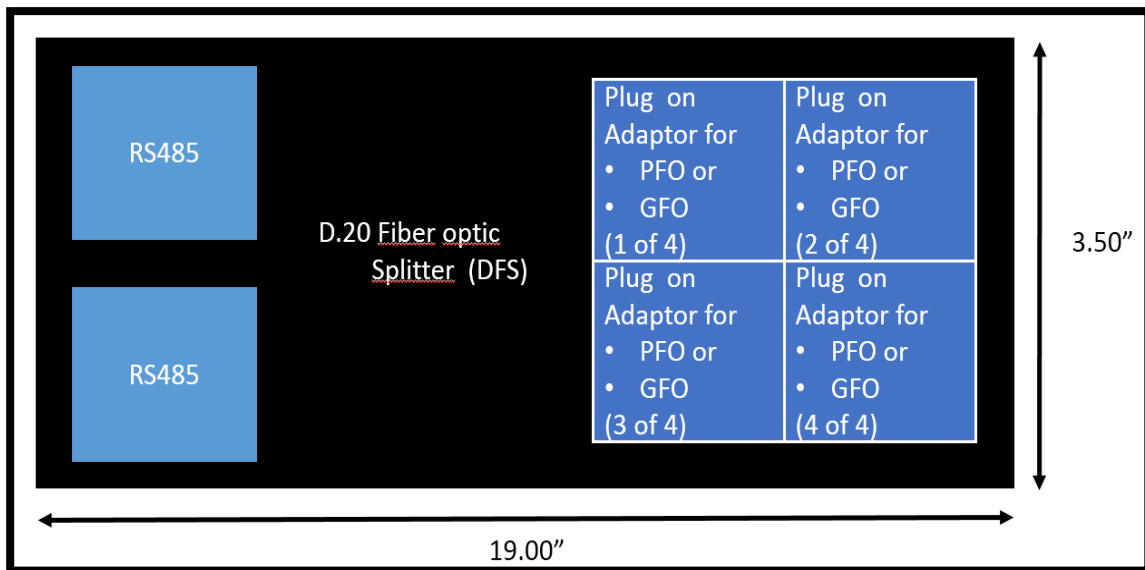 RS485
RS485
D.20 Fiber optic
Splitter (DFS)
Plug on
Adaptor for
• PFO or
• GFO
(1 of 4)
Plug on
Adaptor for
• PFO or
• GFO
(2 of 4)
Plug on
Adaptor for
• PFO or
• GFO
(3 of 4)
Plug on
Adaptor for
• PFO or
• GFO
(4 of 4)
3.50”
19.00”